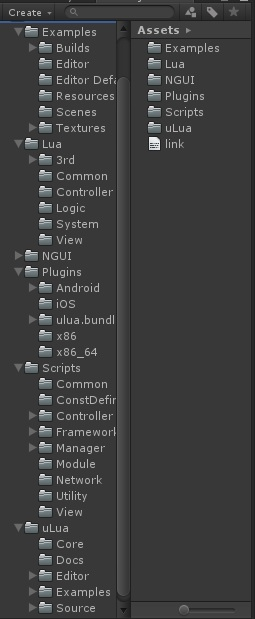 Create
Examples
Builds
Editor
Editor Defa
Resources
Scenes
Textures
Lua
3rd
Common
Controller
Logic
System
View
NGUI
Plugins
Android
iOS
ulua.bundl
x86
x86_64
Scripts
Common
ConstDefin
Controller
Framework
Manager
Module
Network
Utility
View
uLua
Core
Docs
Editor
Examples
Source
Assets
Examples
Lua
NGUI
Plugins
Scripts
uLua
link